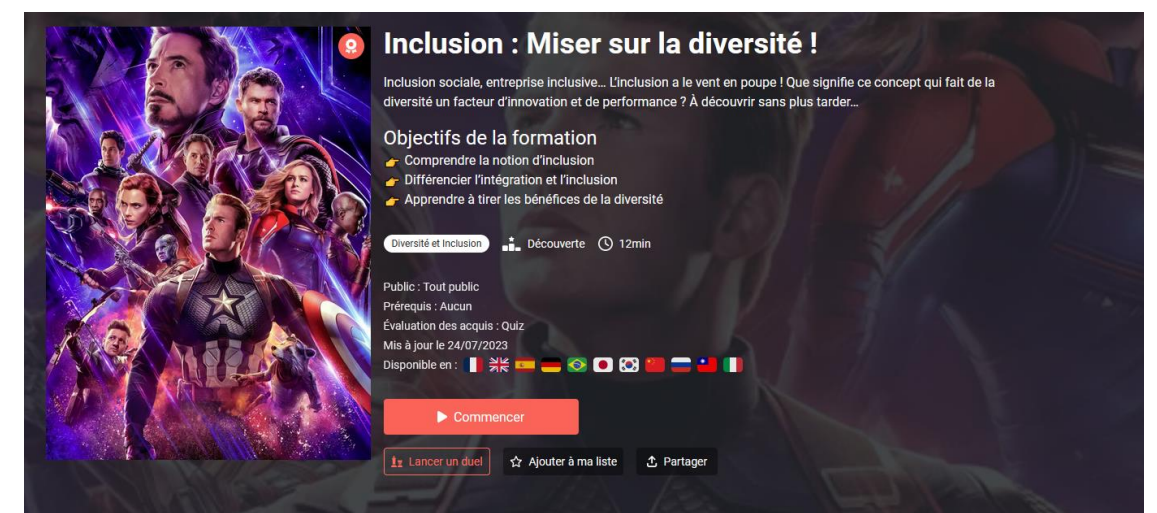 Inclusion : Miser sur la diversité !
Inclusion sociale, entreprise inclusive... L'inclusion a le vent en poupe ! Que signifie ce concept qui fait de la
diversité un facteur d'innovation et de performance ? À découvrir sans plus tarder...
Objectifs de la formation
👉 Comprendre la notion d'inclusion
👉 Différencier l'intégration et l'inclusion
👉 Apprendre à tirer les bénéfices de la diversité
Diversité et Inclusion Découverte 12min
Public : Tout public
Prérequis : Aucun
Évaluation des acquis : Quiz
Mis à jour le 24/07/2023
Disponible en :
Commencer
Lancer un duel Ajouter à ma liste Partager